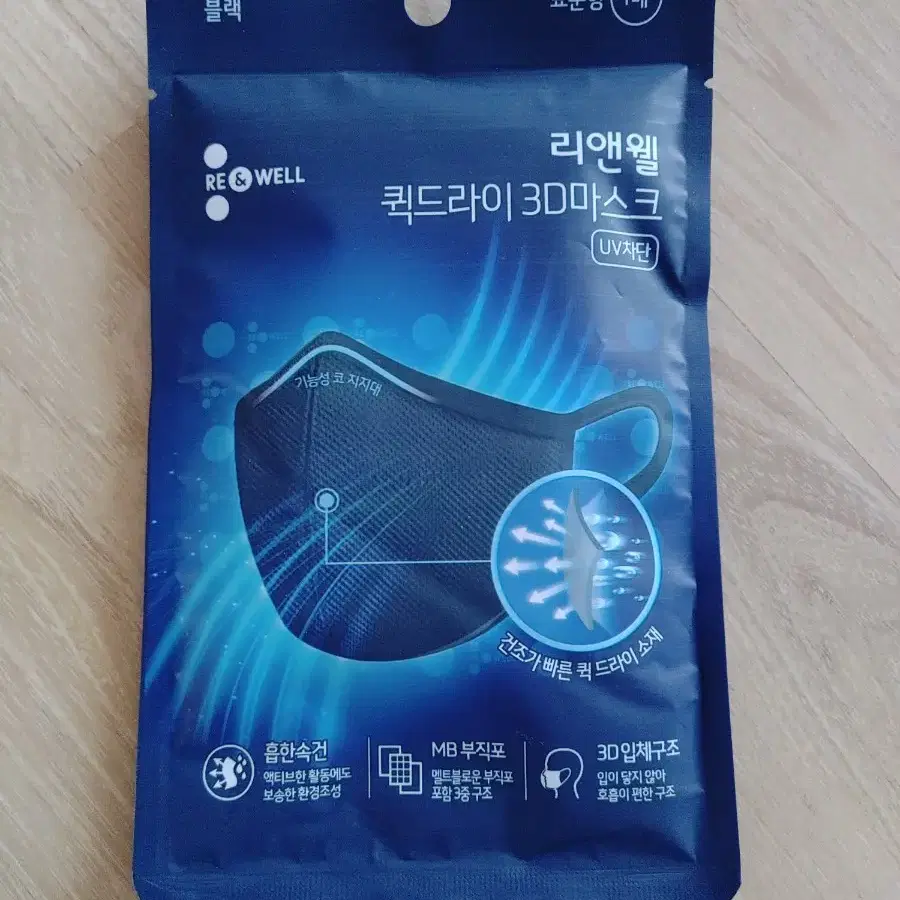 블랙
RE & WELL
리앤웰
퀵드라이 3D마스크
UV차단
기능성 코 지지대
건조가 빠른 퀵 드라이 소재
흡한속건
액티브한 활동에도
보송한 환경조성
MB 부직포
멜트블로운 부직포
포함 3중 구조
3D 입체구조
입이 닿지 않아
호흡이 편한 구조